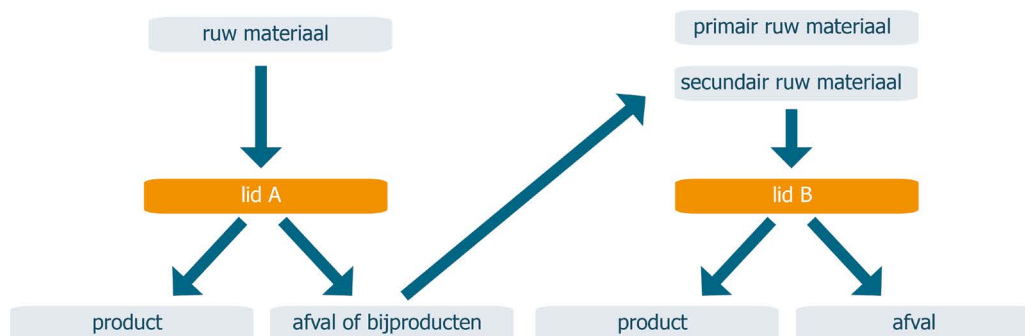 ruw materiaal
lid A
product
afval of bijproducten
primair ruw materiaal
secundair ruw materiaal
lid B
product
afval